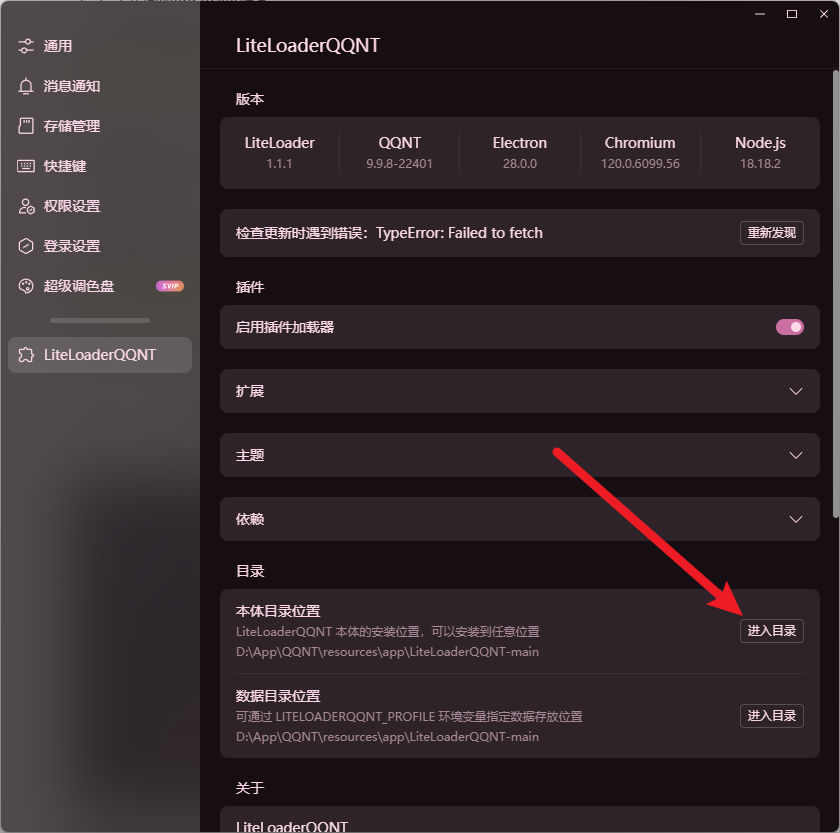 通用
消息通知
存储管理
快捷键
权限设置
登录设置
超级调色盘 SVIP
LiteLoaderQQNT
LiteLoaderQQNT
版本
LiteLoader QQNT Electron Chromium Node.js
1.1.1 9.9.8-22401 28.0.0 120.0.6099.56 18.18.2
检查更新时遇到错误：TypeError: Failed to fetch 重新发现
插件
启用插件加载器
扩展
主题
依赖
目录
本体目录位置
LiteLoaderQQNT 本体的安装位置，可以安装到任意位置
D:\App\QQNT\resources\app\LiteLoaderQQNT-main
进入目录
数据目录位置
可通过 LITELOADERQQNT_PROFILE 环境变量指定数据存放位置
D:\App\QQNT\resources\app\LiteLoaderQQNT-main
进入目录
关于
LiteLoaderQQNT